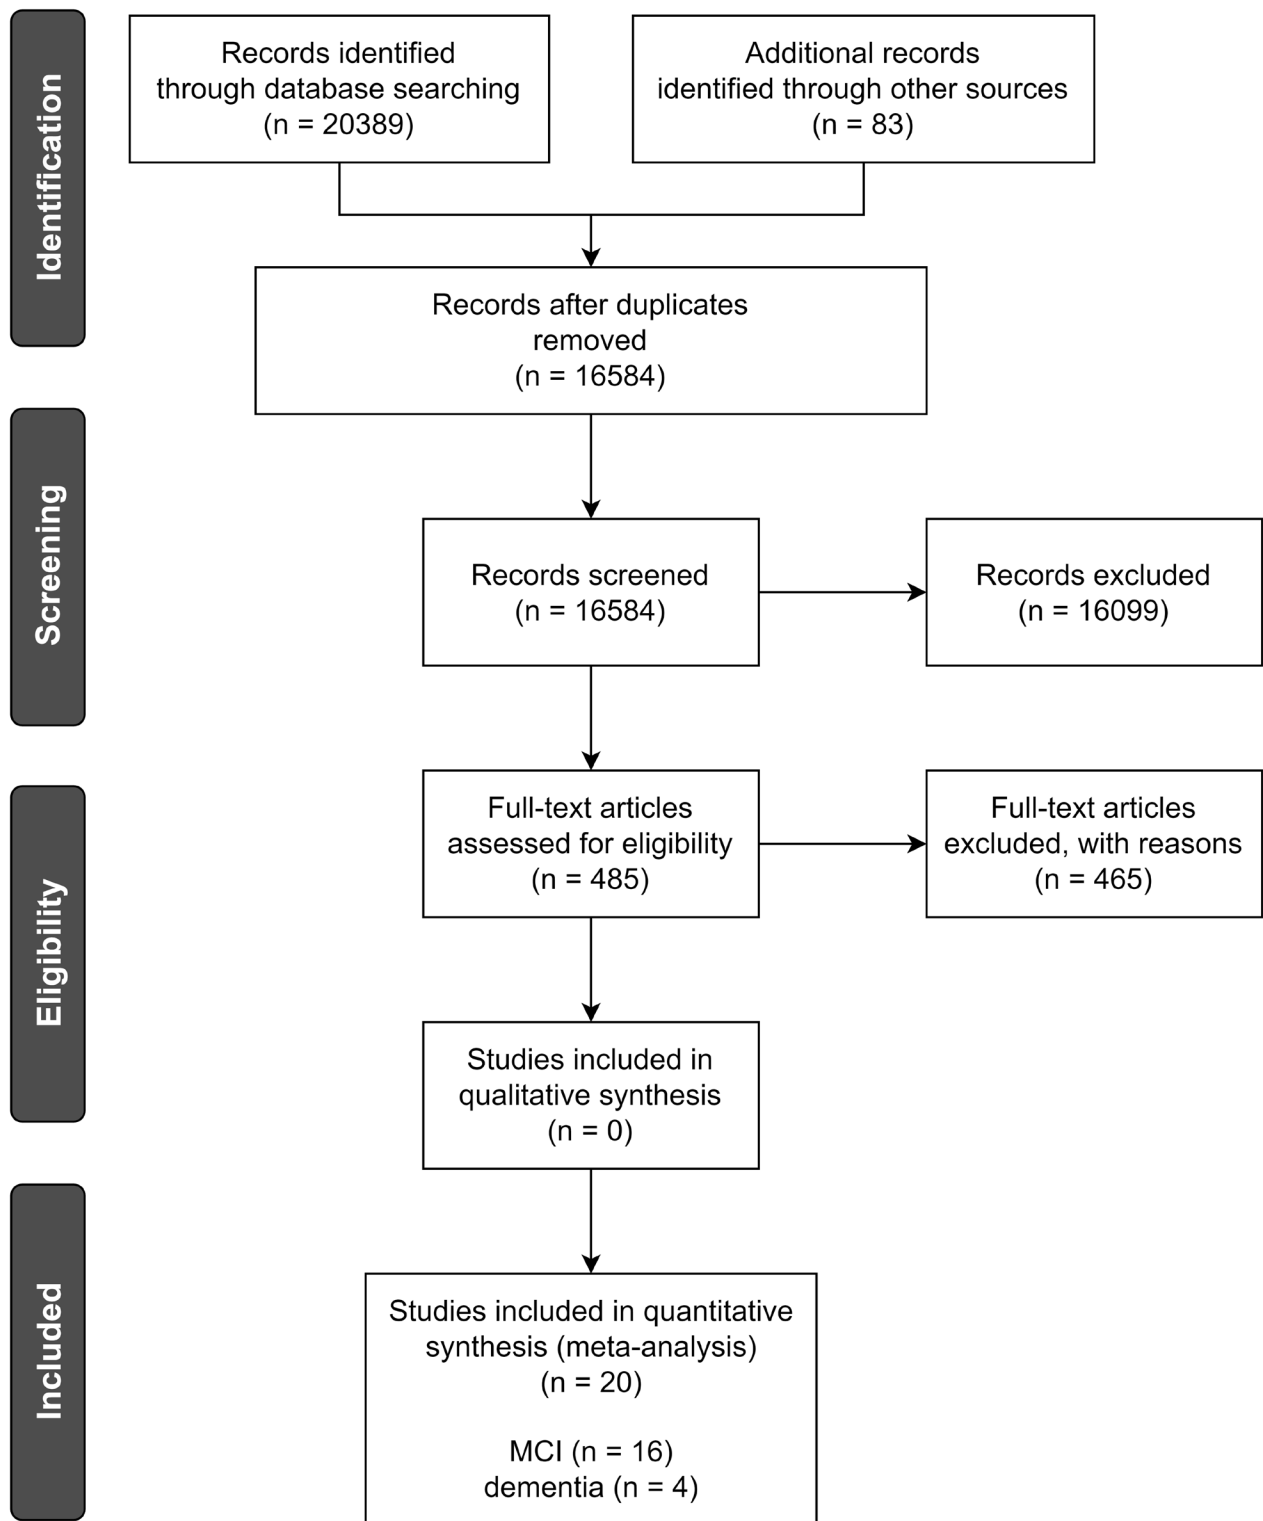 Identification
Records identified
through database searching
(n = 20389)
Additional records
identified through other sources
(n = 83)
Records after duplicates
removed
(n = 16584)
Screening
Records screened
(n = 16584)
Records excluded
(n = 16099)
Eligibility
Full-text articles
assessed for eligibility
(n = 485)
Full-text articles
excluded, with reasons
(n = 465)
Studies included in
qualitative synthesis
(n = 0)
Included
Studies included in quantitative
synthesis (meta-analysis)
(n = 20)
MCI (n = 16)
dementia (n = 4)